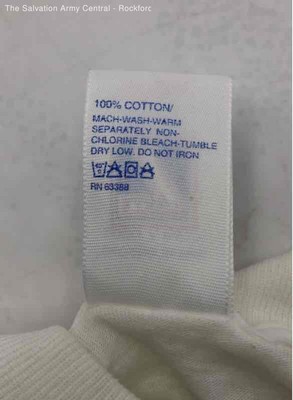 The Salvation Army Central - Rockford
100% COTTON/
MACH-WASH-WARM
SEPARATELY NON-
CHLORINE BLEACH-TUMBLE
DRY LOW. DO NOT IRON
RN 63388